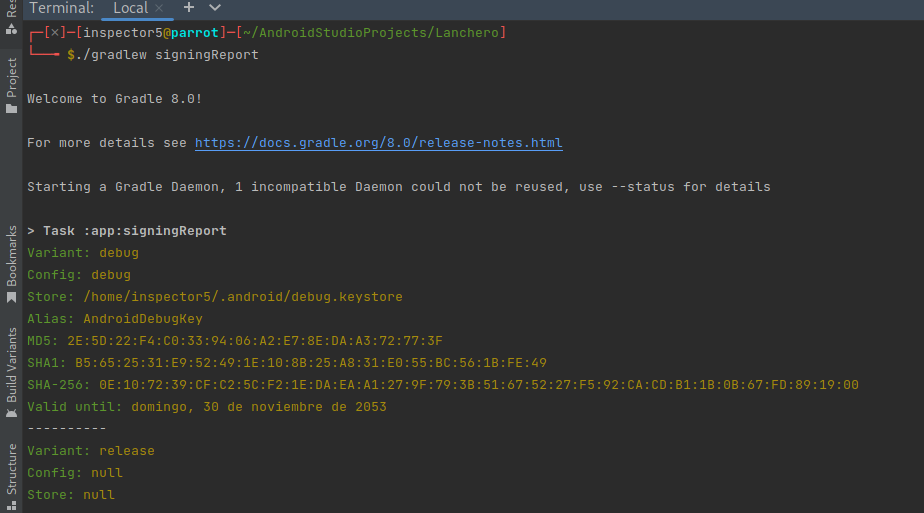 Terminal: Local × +
┌─[×]─[inspector5@parrot]─[~/AndroidStudioProjects/Lanchero]
└──╼ $./gradlew signingReport
Welcome to Gradle 8.0!
For more details see https://docs.gradle.org/8.0/release-notes.html
Starting a Gradle Daemon, 1 incompatible Daemon could not be reused, use --status for details
> Task :app:signingReport
Variant: debug
Config: debug
Store: /home/inspector5/.android/debug.keystore
Alias: AndroidDebugKey
MD5: 2E:5D:22:F4:C0:33:94:06:A2:E7:8E:DA:A3:72:77:3F
SHA1: B5:65:25:31:E9:52:49:1E:10:8B:25:A8:31:E0:55:BC:56:1B:FE:49
SHA-256: 0E:10:72:39:CF:C2:5C:F2:1E:DA:EA:A1:27:9F:79:3B:51:67:52:27:F5:92:CA:CD:B1:1B:0B:67:FD:89:19:00
Valid until: domingo, 30 de noviembre de 2053
----------
Variant: release
Config: null
Store: null
Project
Bookmarks
Build Variants
Structure